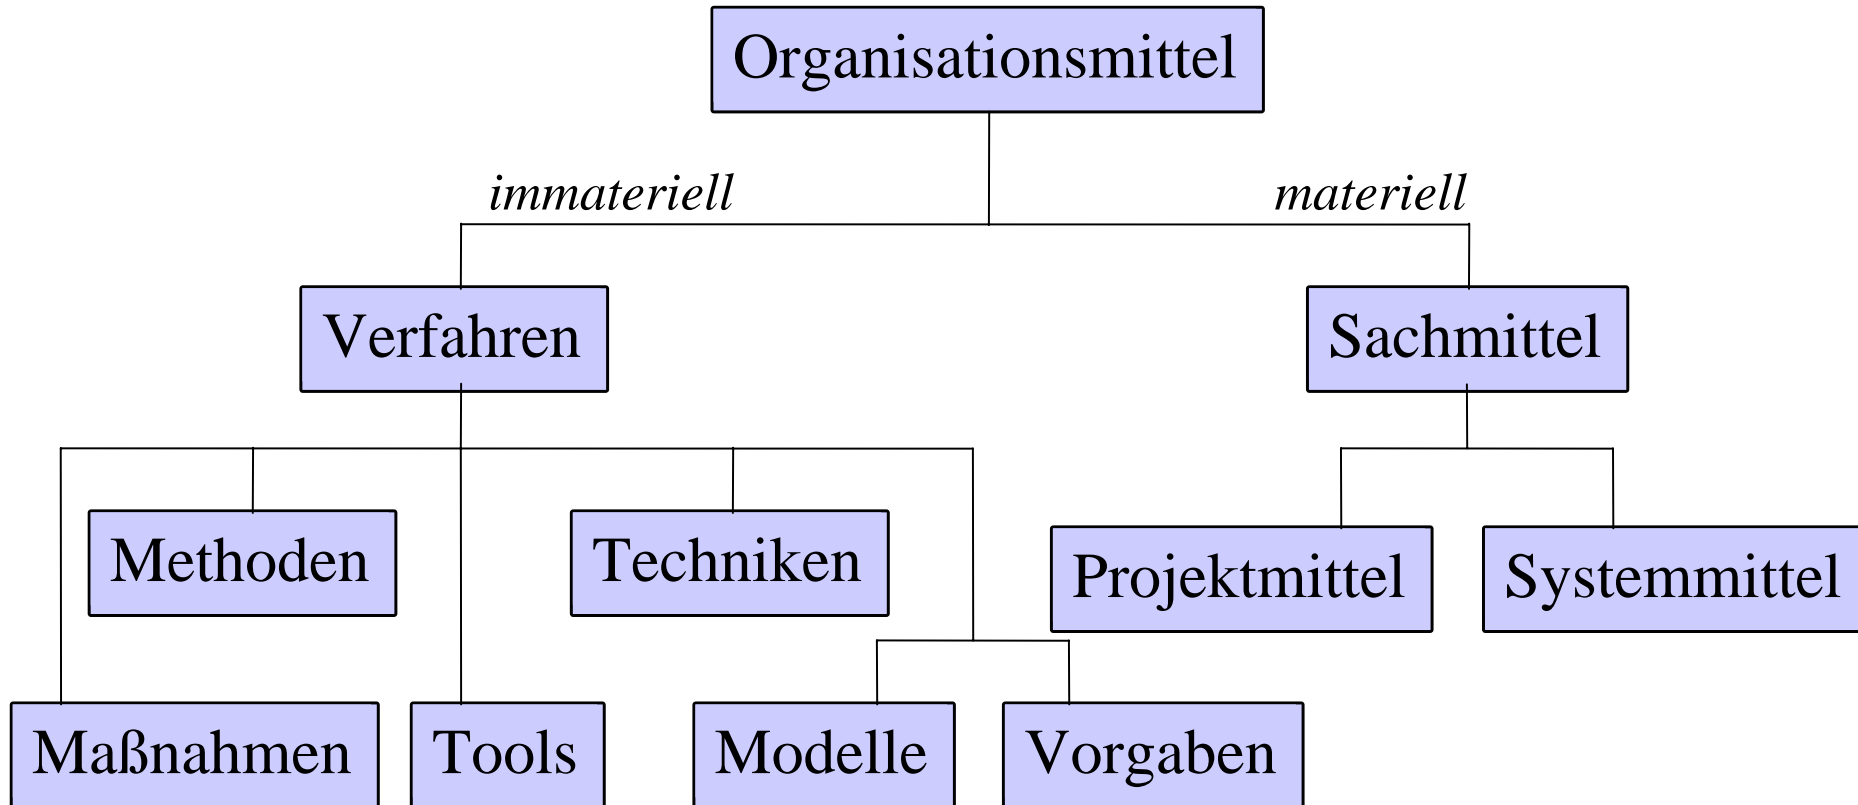 Organisationsmittel
immateriell
materiell
Verfahren
Sachmittel
Methoden
Techniken
Projektmittel
Systemmittel
Maßnahmen
Tools
Modelle
Vorgaben